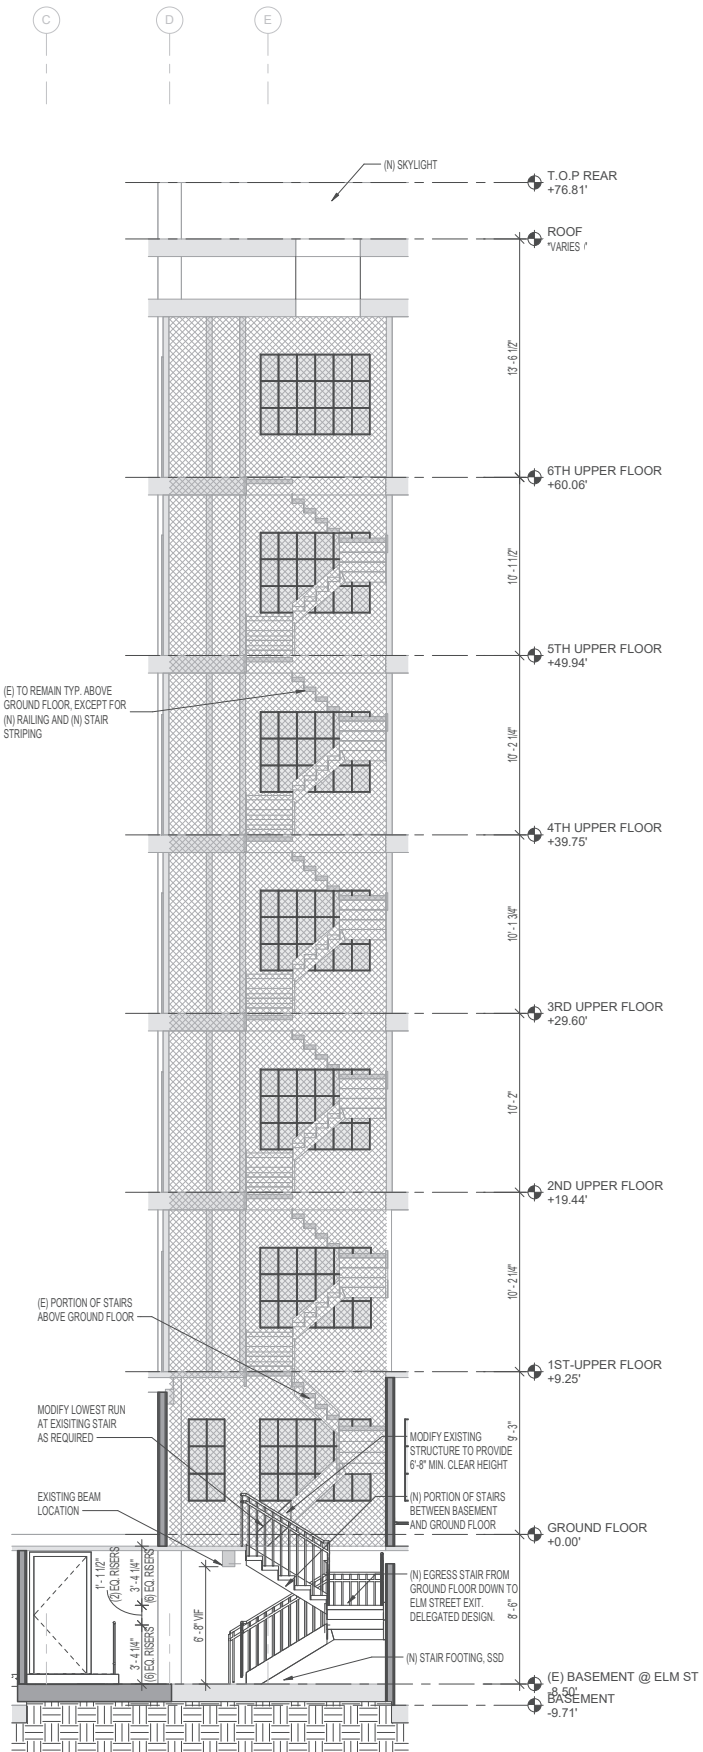 C
D
E
(N) SKYLIGHT
T.O.P REAR
+76.81'
ROOF
*VARIES
13' - 6 1/2"
6TH UPPER FLOOR
+60.06'
10' - 1 1/2"
5TH UPPER FLOOR
+49.94'
(E) TO REMAIN TYP. ABOVE
GROUND FLOOR, EXCEPT FOR
(N) RAILING AND (N) STAIR
STRIPING
10' - 2 1/4"
4TH UPPER FLOOR
+39.75'
10' - 1 3/4"
3RD UPPER FLOOR
+29.60'
10' - 2"
2ND UPPER FLOOR
+19.44'
10' - 2 1/4"
(E) PORTION OF STAIRS
ABOVE GROUND FLOOR
1ST-UPPER FLOOR
+9.25'
MODIFY LOWEST RUN
AT EXISITING STAIR
AS REQUIRED
9' - 3"
MODIFY EXISTING
STRUCTURE TO PROVIDE
6'-8" MIN. CLEAR HEIGHT
EXISTING BEAM
LOCATION
(N) PORTION OF STAIRS
BETWEEN BASEMENT
AND GROUND FLOOR
GROUND FLOOR
+0.00'
1' - 1 1/2"
(2) EQ. RISERS
3' - 4 1/4"
(6) EQ. RISERS
3' - 4 1/4"
(6) EQ. RISERS
6' - 8" VIF
(N) EGRESS STAIR FROM
GROUND FLOOR DOWN TO
ELM STREET EXIT.
DELEGATED DESIGN.
8' - 6"
(N) STAIR FOOTING, SSD
(E) BASEMENT @ ELM ST
-8.50'
BASEMENT
-9.71'